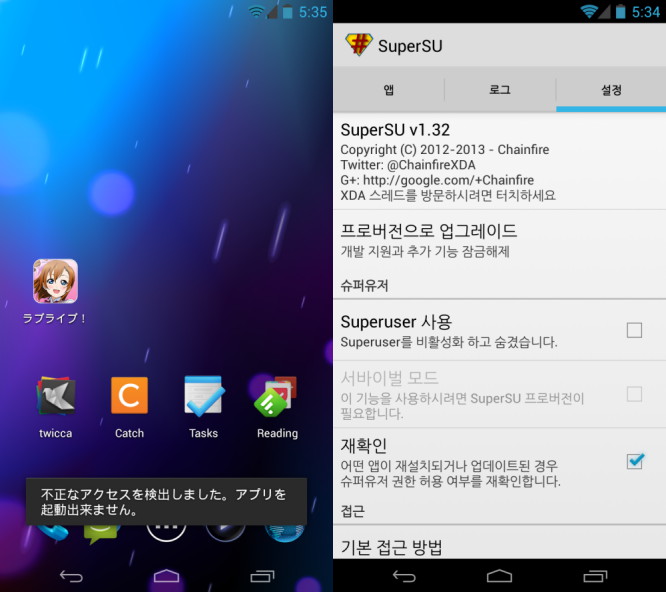 5:35
ラブライブ！
twicca
Catch
Tasks
Reading
不正なアクセスを検出しました。アプリを
起動出来ません。
5:34
SuperSU
앱
로그
설정
SuperSU v1.32
Copyright (C) 2012-2013 - Chainfire
Twitter: @ChainfireXDA
G+: http://google.com/+Chainfire
XDA 스레드를 방문하시려면 터치하세요
프로버전으로 업그레이드
개발 지원과 추가 기능 잠금해제
슈퍼유저
Superuser 사용
Superuser를 비활성화 하고 숨겼습니다.
서바이벌 모드
이 기능을 사용하시려면 SuperSU 프로버전이
필요합니다.
재확인
어떤 앱이 재설치되거나 업데이트된 경우
슈퍼유저 권한 허용 여부를 재확인합니다.
접근
기본 접근 방법